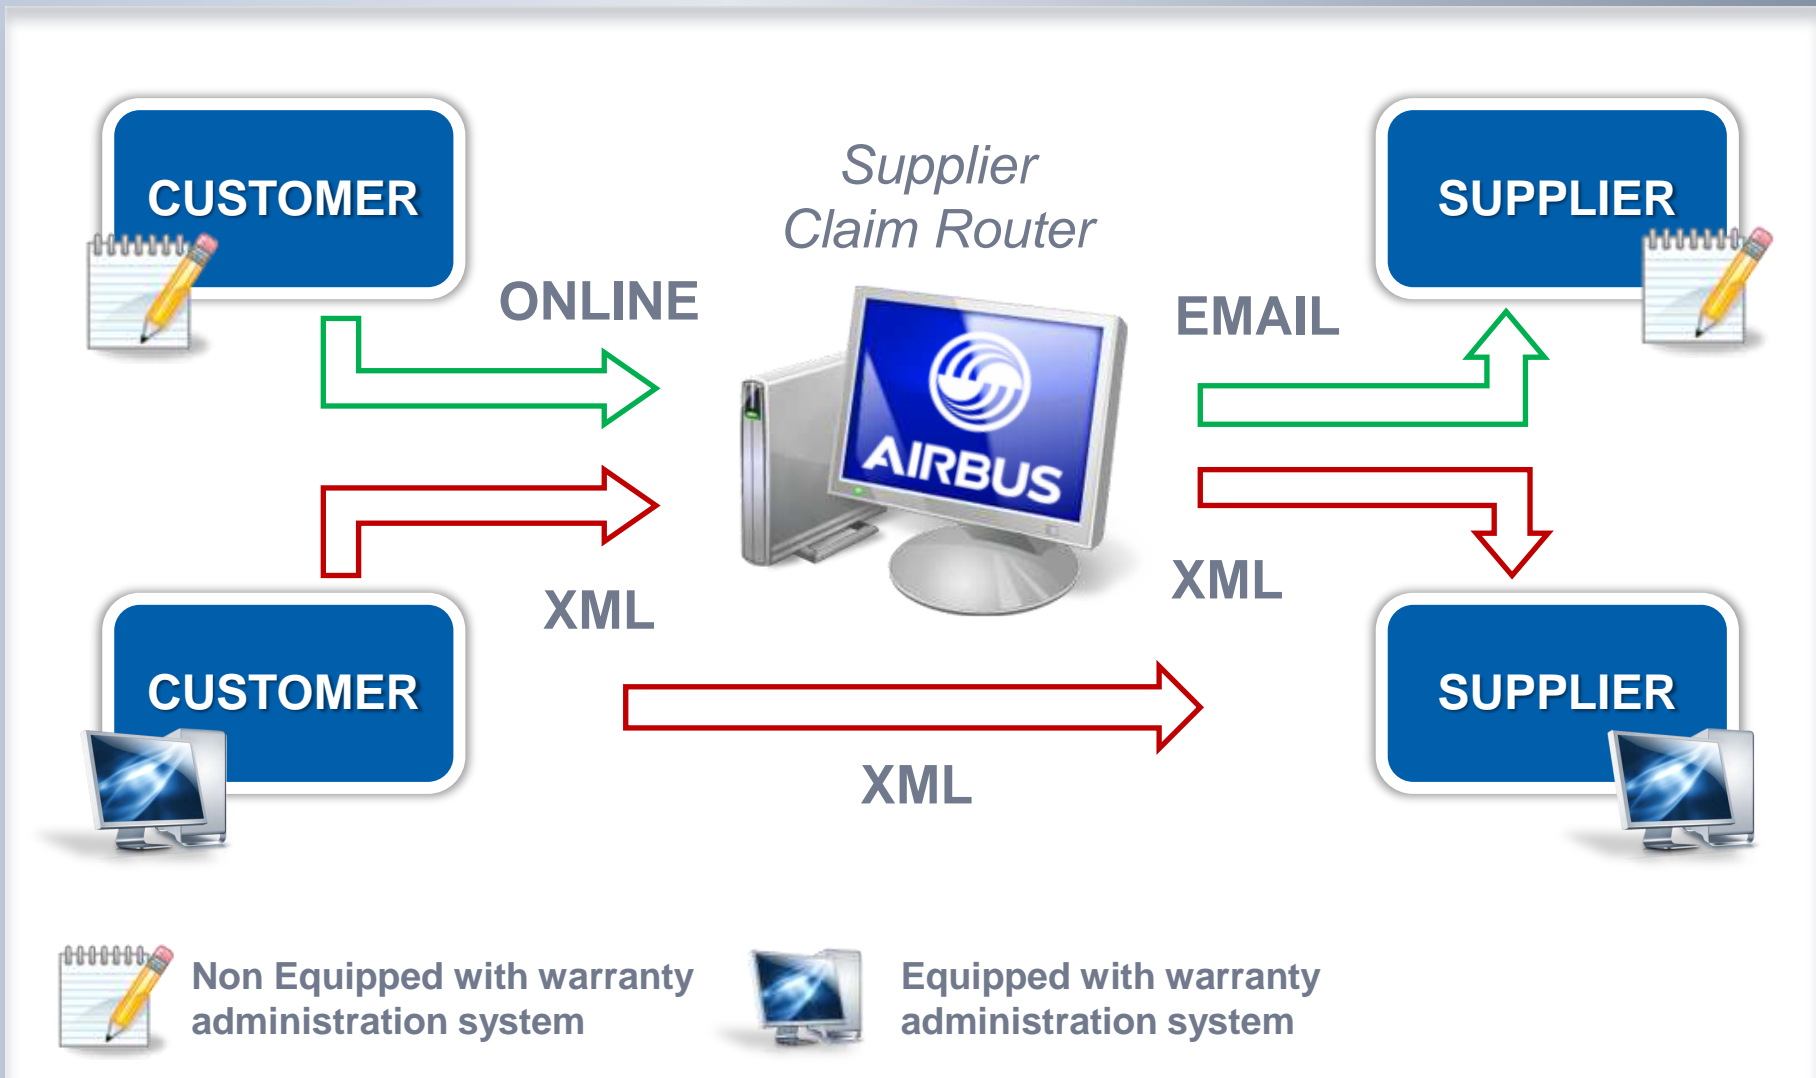 CUSTOMER
Supplier
Claim Router
SUPPLIER
ONLINE
EMAIL
AIRBUS
XML
XML
CUSTOMER
SUPPLIER
XML
Non Equipped with warranty
administration system
Equipped with warranty
administration system